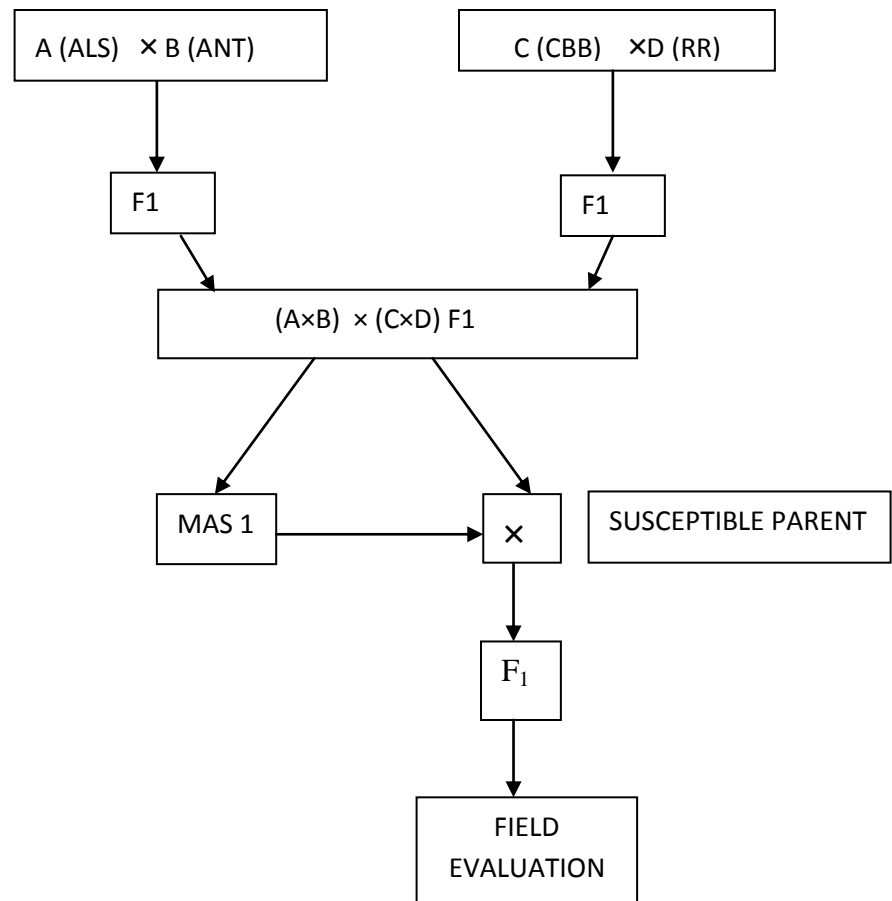 A (ALS) × B (ANT)
C (CBB) ×D (RR)
F1
F1
(A×B) × (C×D) F1
MAS 1
×
SUSCEPTIBLE PARENT
F₁
FIELD
EVALUATION